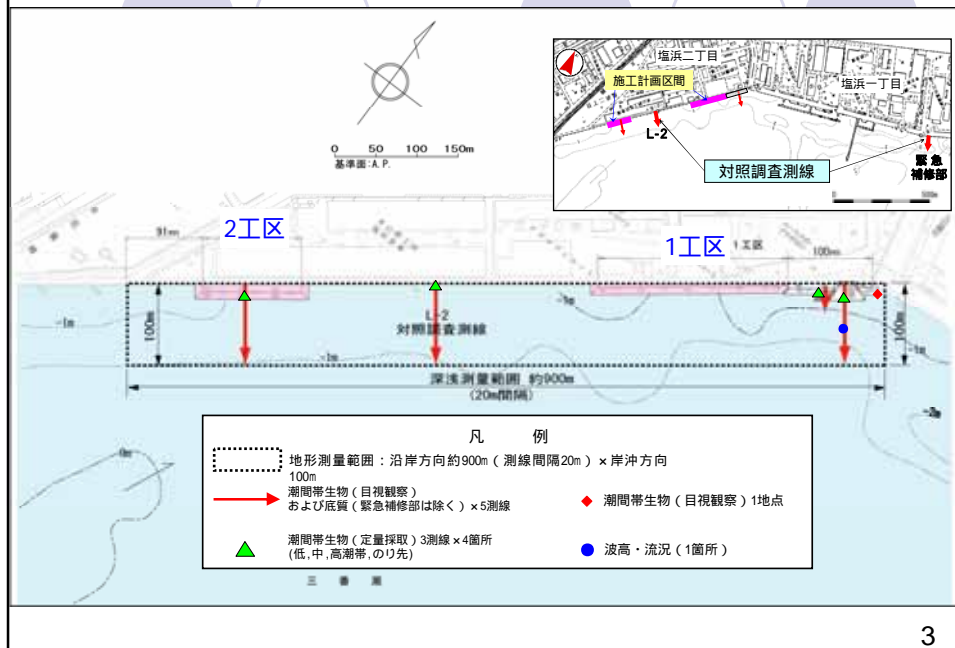 0 50 100 150m
基準面:A.P.
塩浜二丁目
塩浜一丁目
施工計画区間
L-2
対照調査測線
緊急
補修部
0 500m
2工区
1工区
91m
1工区
100m
-1m
-1m
100m
L-2
対照調査測線
-1m
100m
-1m
深浅測量範囲 約900m
(20m間隔)
-2m
0m
凡 例
地形測量範囲:沿岸方向約900m(測線間隔20m)×岸沖方向
100m
潮間帯生物(目視観察)
および底質(緊急補修部は除く)×5測線
潮間帯生物(目視観察)1地点
潮間帯生物(定量採取)3測線×4箇所
(低,中,高潮帯,のり先)
波高・流況(1箇所)
三 番 瀬
3